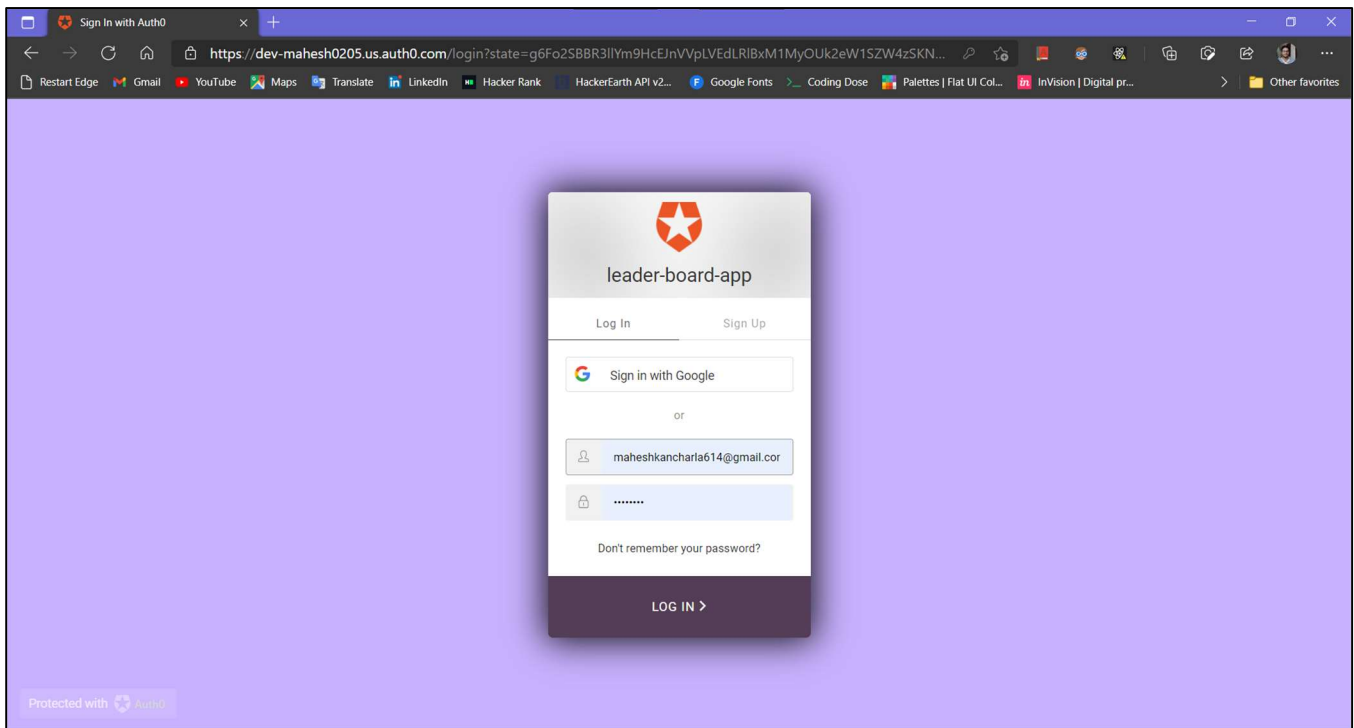 Sign In with Auth0
https://dev-mahesh0205.us.auth0.com/login?state=g6Fo2SBBR3llYm9HcEJnVVpLVEdLRlBxM1MyOUk2eW1SZW4zSKN...
Restart Edge Gmail YouTube Maps Translate LinkedIn Hacker Rank HackerEarth API v2... Google Fonts Coding Dose Palettes | Flat UI Col... InVision | Digital pr... Other favorites
leader-board-app
Log In Sign Up
Sign in with Google
or
maheshkancharla614@gmail.cor
Don't remember your password?
LOG IN >
Protected with Auth0